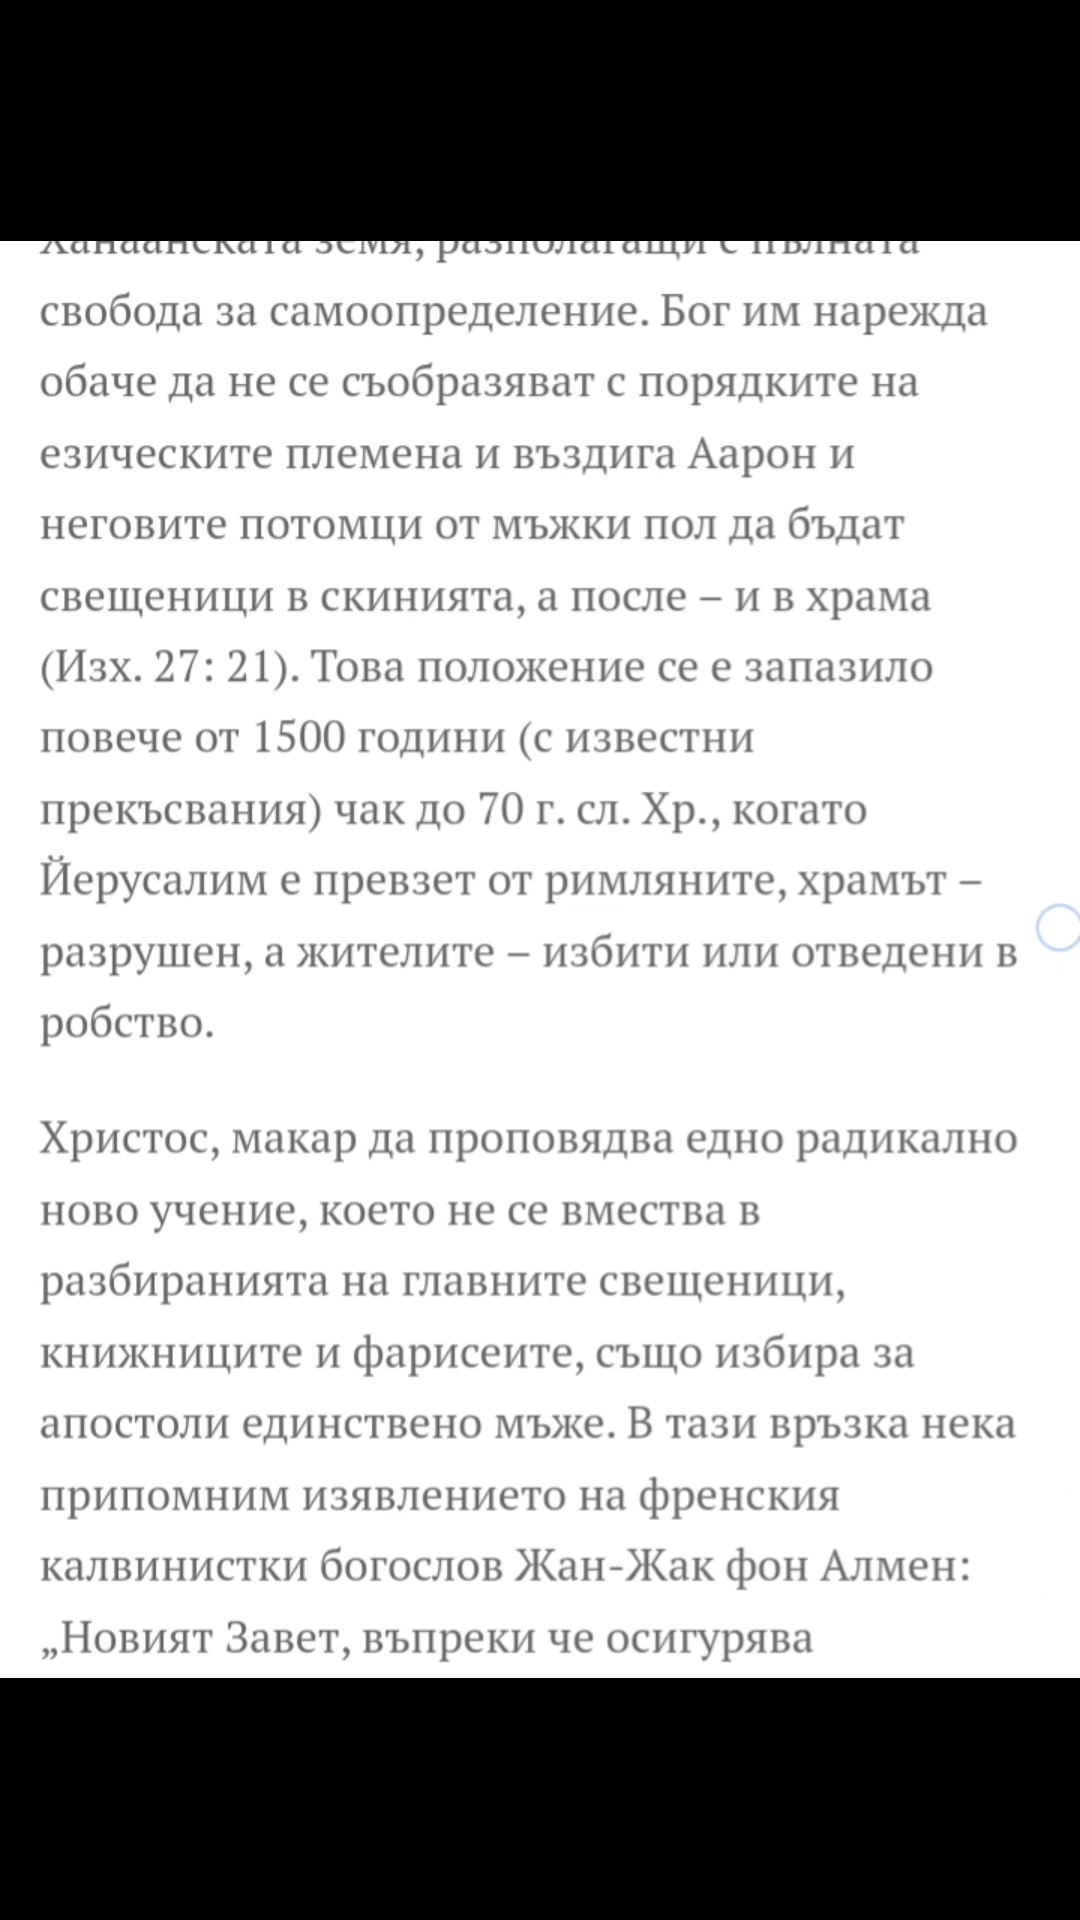 Ханаанската земя, разполагащи с пълната
свобода за самоопределение. Бог им нарежда
обаче да не се съобразяват с порядките на
езическите племена и въздига Аарон и
неговите потомци от мъжки пол да бъдат
свещеници в скинията, а после – и в храма
(Изх. 27: 21). Това положение се е запазило
повече от 1500 години (с известни
прекъсвания) чак до 70 г. сл. Хр., когато
Йерусалим е превзет от римляните, храмът –
разрушен, а жителите – избити или отведени в
робство.
Христос, макар да проповядва едно радикално
ново учение, което не се вмества в
разбиранията на главните свещеници,
книжниците и фарисеите, също избира за
апостоли единствено мъже. В тази връзка нека
припомним изявлението на френския
калвинистки богослов Жан-Жак фон Алмен:
„Новият Завет, въпреки че осигурява